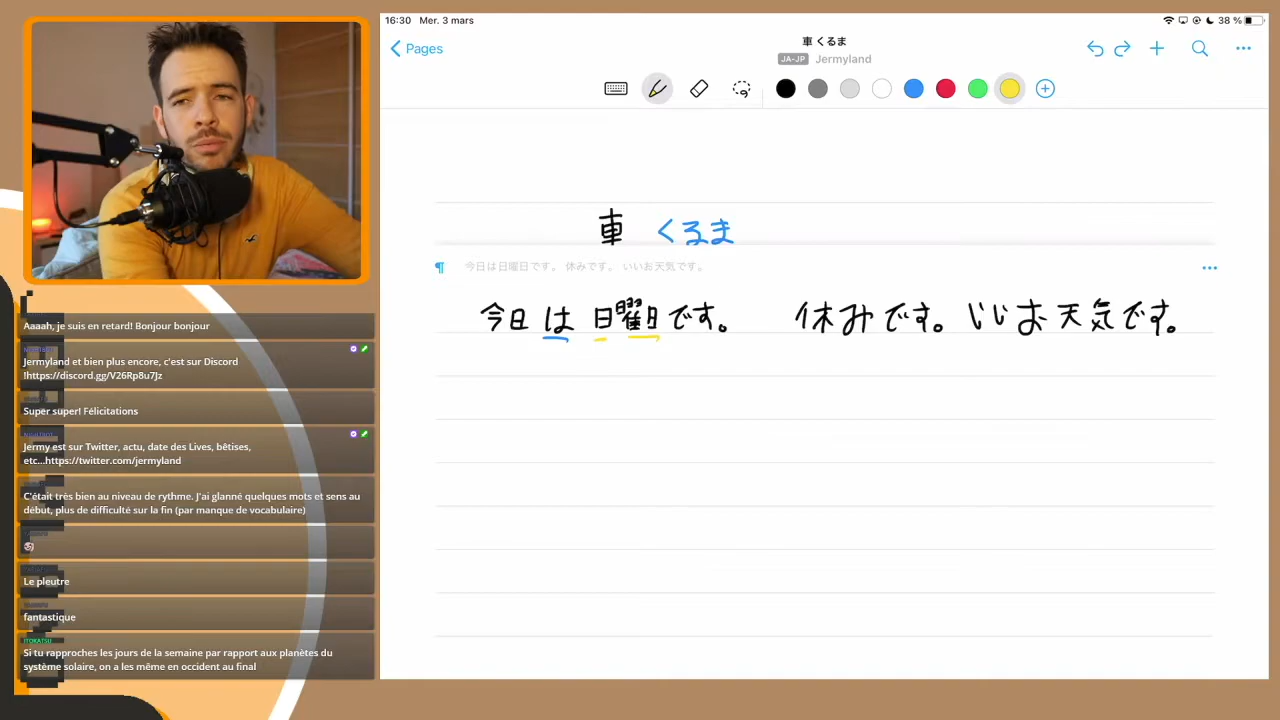 16:30 Mer. 3 mars
38 %
Pages
車 くるま
JA-JP Jermyland
車 くるま
今日は日曜日です。 休みです。 いいお天気です。
今日は日曜日です。 休みです。いいお天気です。
Aaaah, je suis en retard! Bonjour bonjour
Jermyland et bien plus encore, c'est sur Discord
!https://discord.gg/V26Rp8u7Jz
Super super! Félicitations
Jermy est sur Twitter, actu, date des Lives, bêtises,
etc...https://twitter.com/jermyland
C'était très bien au niveau de rythme. J'ai glanné quelques mots et sens au
début, plus de difficulté sur la fin (par manque de vocabulaire)
Le pleutre
fantastique
ITOKATSU
Si tu rapproches les jours de la semaine par rapport aux planètes du
système solaire, on a les même en occident au final